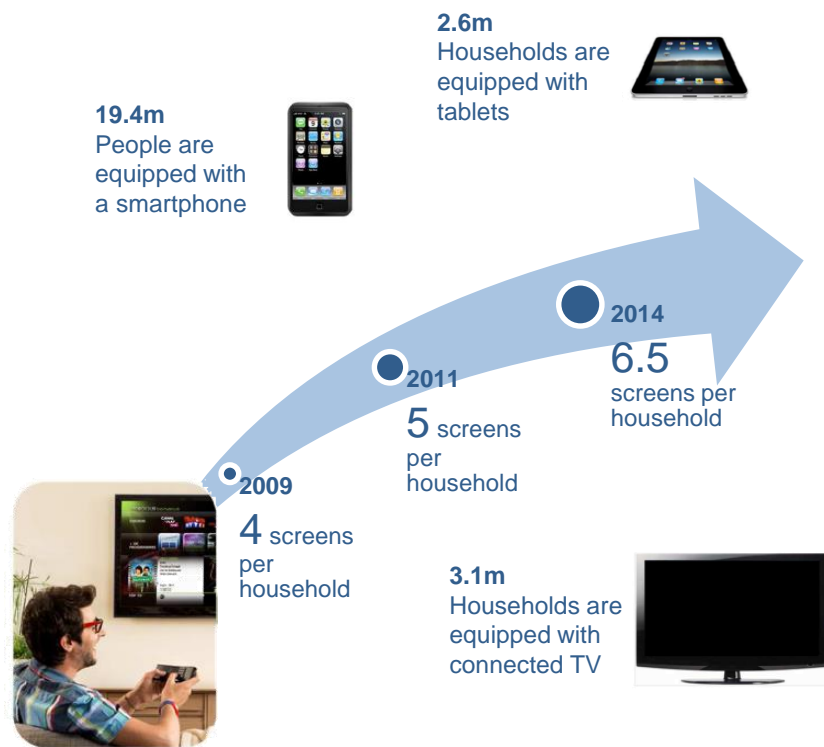 2.6m
Households are
equipped with
tablets
19.4m
People are
equipped with
a smartphone
2014
6.5
screens per
household
2011
5 screens
per
household
2009
4 screens
per
household
3.1m
Households are
equipped with
connected TV